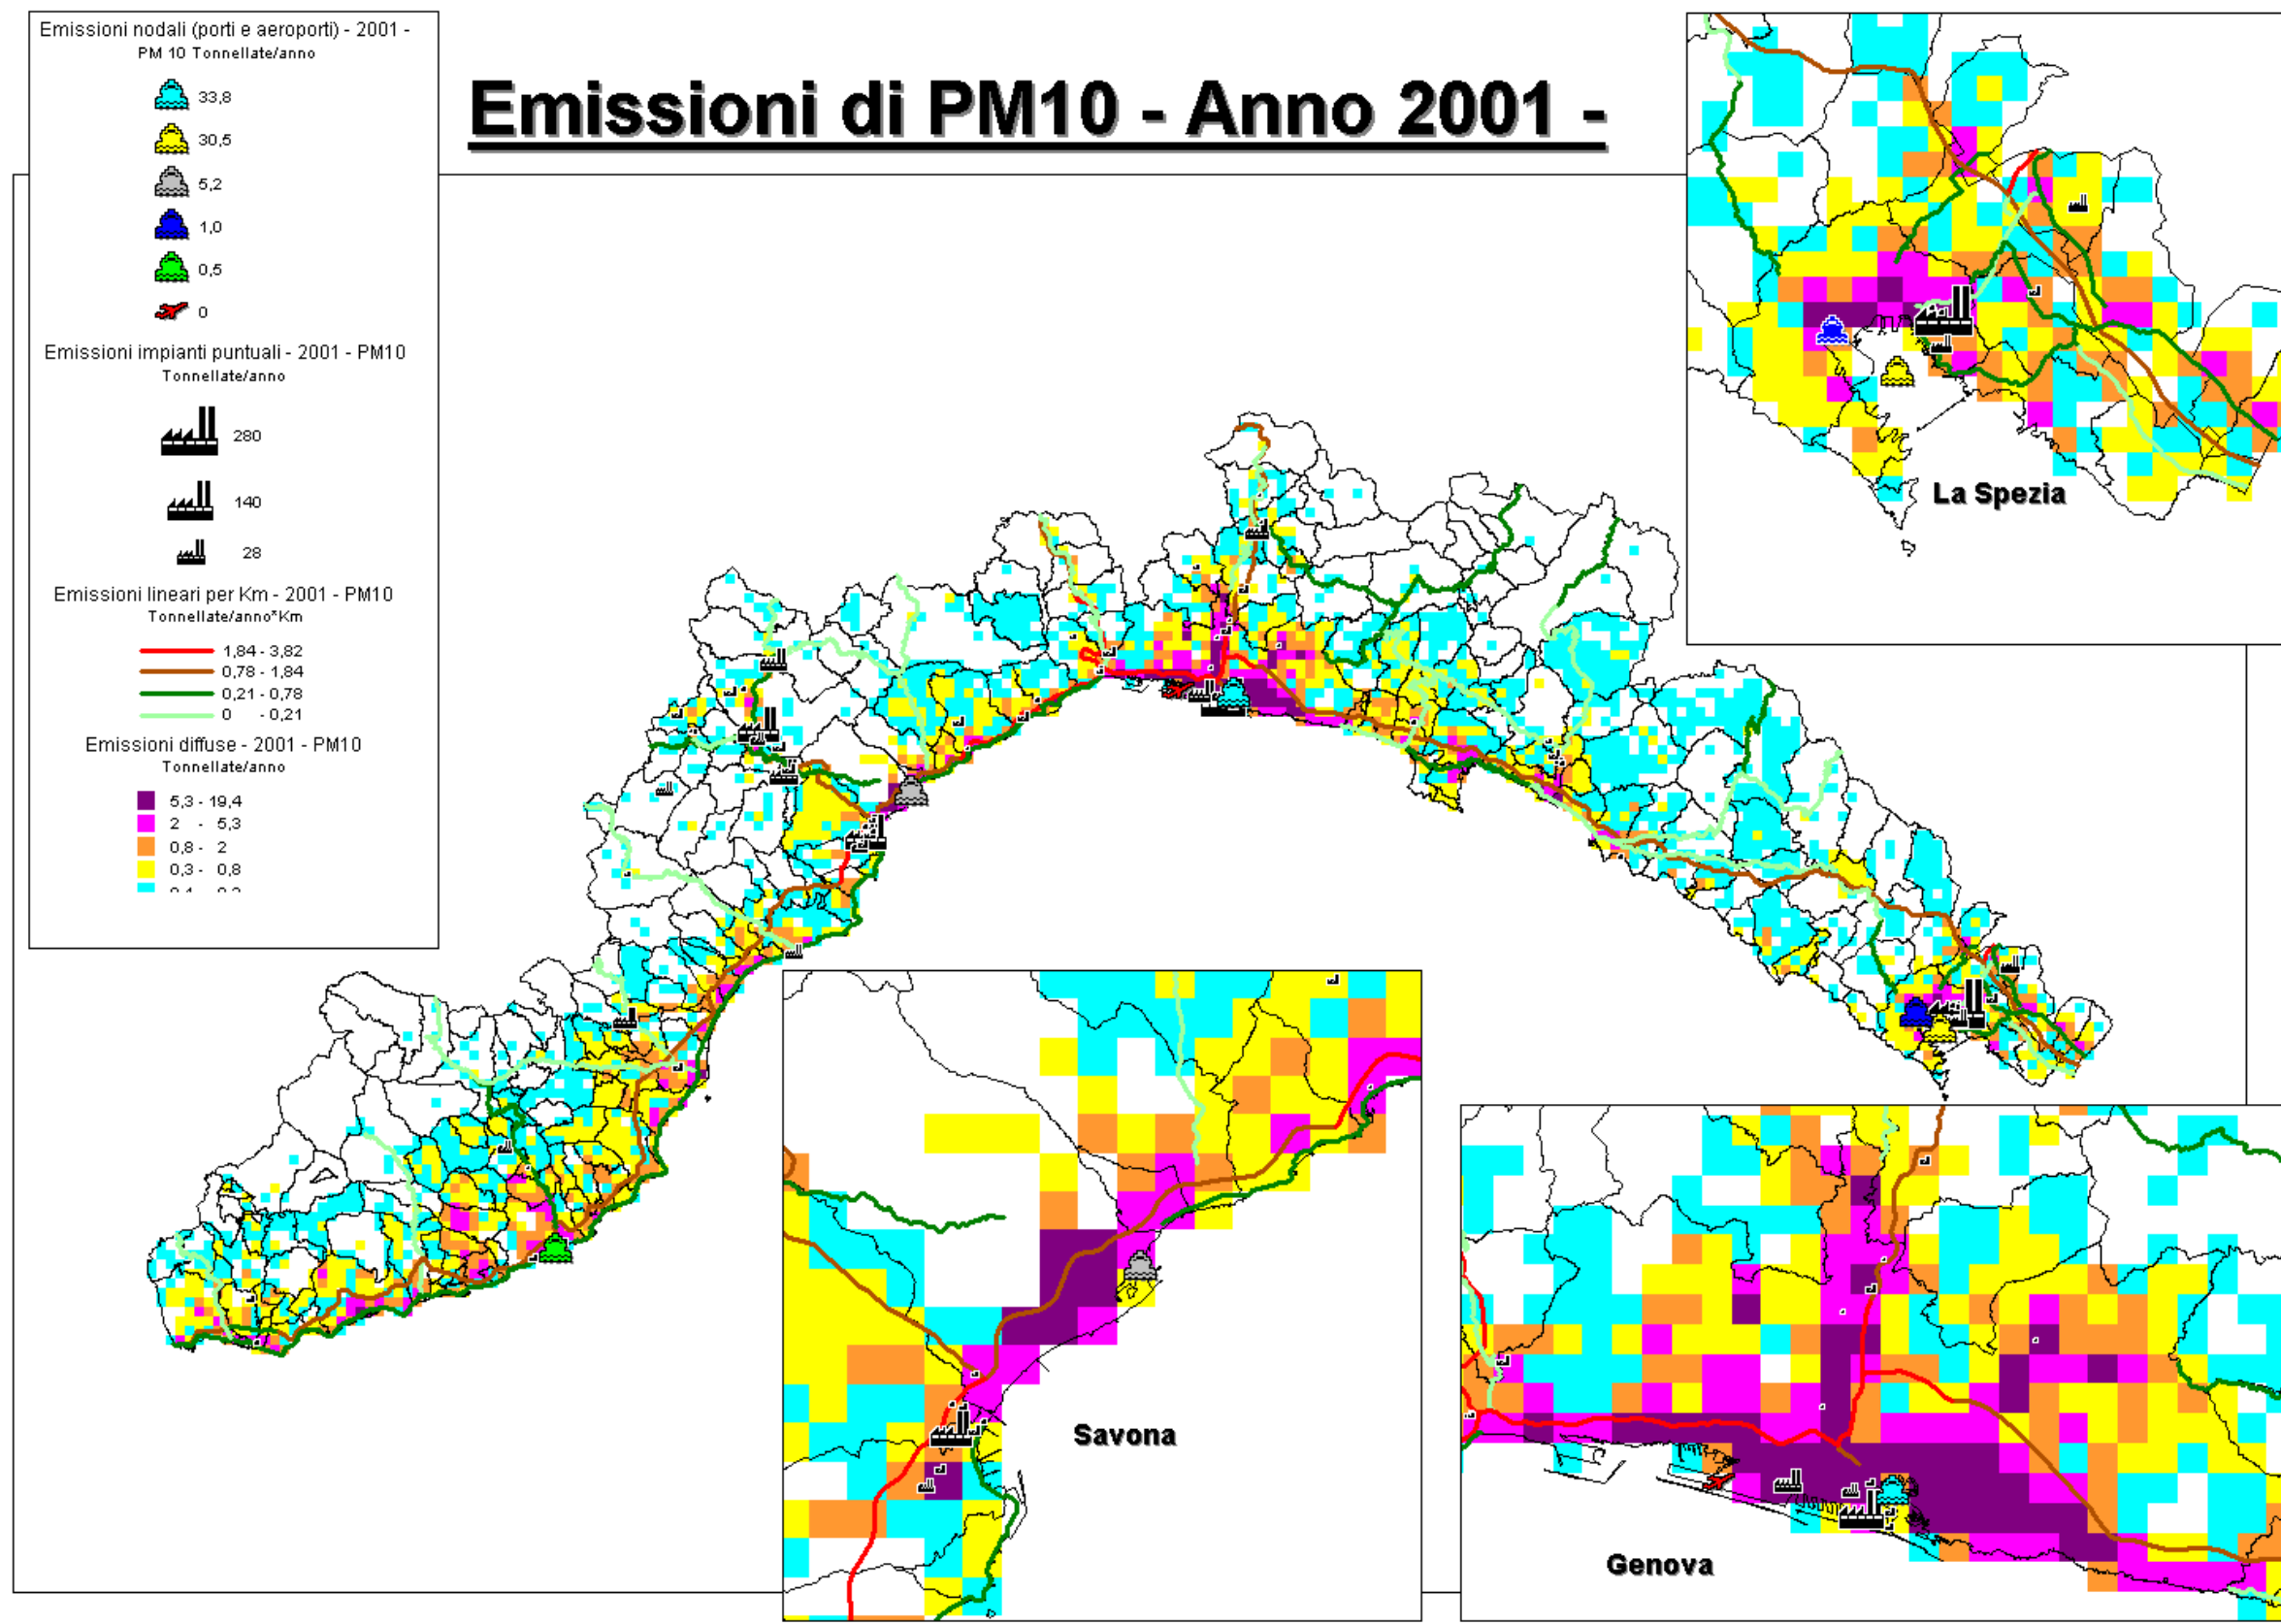 Emissioni di PM10 - Anno 2001 -
Emissioni nodali (porti e aeroporti) - 2001 -
PM 10 Tonnellate/anno
33,8
30,5
5,2
1,0
0,5
0
Emissioni impianti puntuali - 2001 - PM10
Tonnellate/anno
280
140
28
Emissioni lineari per Km - 2001 - PM10
Tonnellate/anno*Km
1,84 - 3,82
0,78 - 1,84
0,21 - 0,78
0 - 0,21
Emissioni diffuse - 2001 - PM10
Tonnellate/anno
5,3 - 19,4
2 - 5,3
0,8 - 2
0,3 - 0,8
La Spezia
Savona
Genova